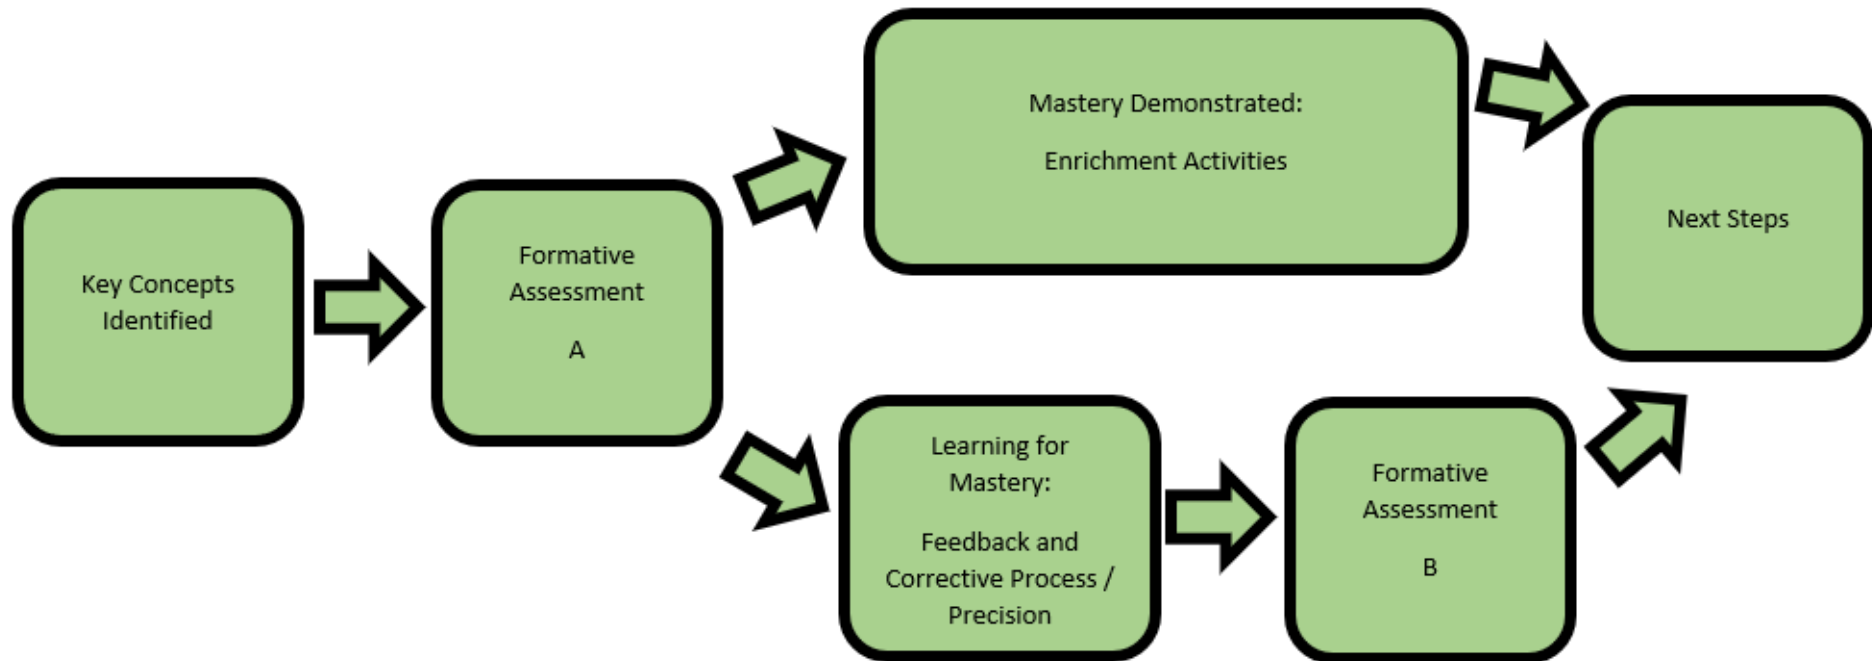 Key Concepts
Identified
Formative
Assessment
A
Mastery Demonstrated:
Enrichment Activities
Learning for
Mastery:
Feedback and
Corrective Process /
Precision
Formative
Assessment
B
Next Steps